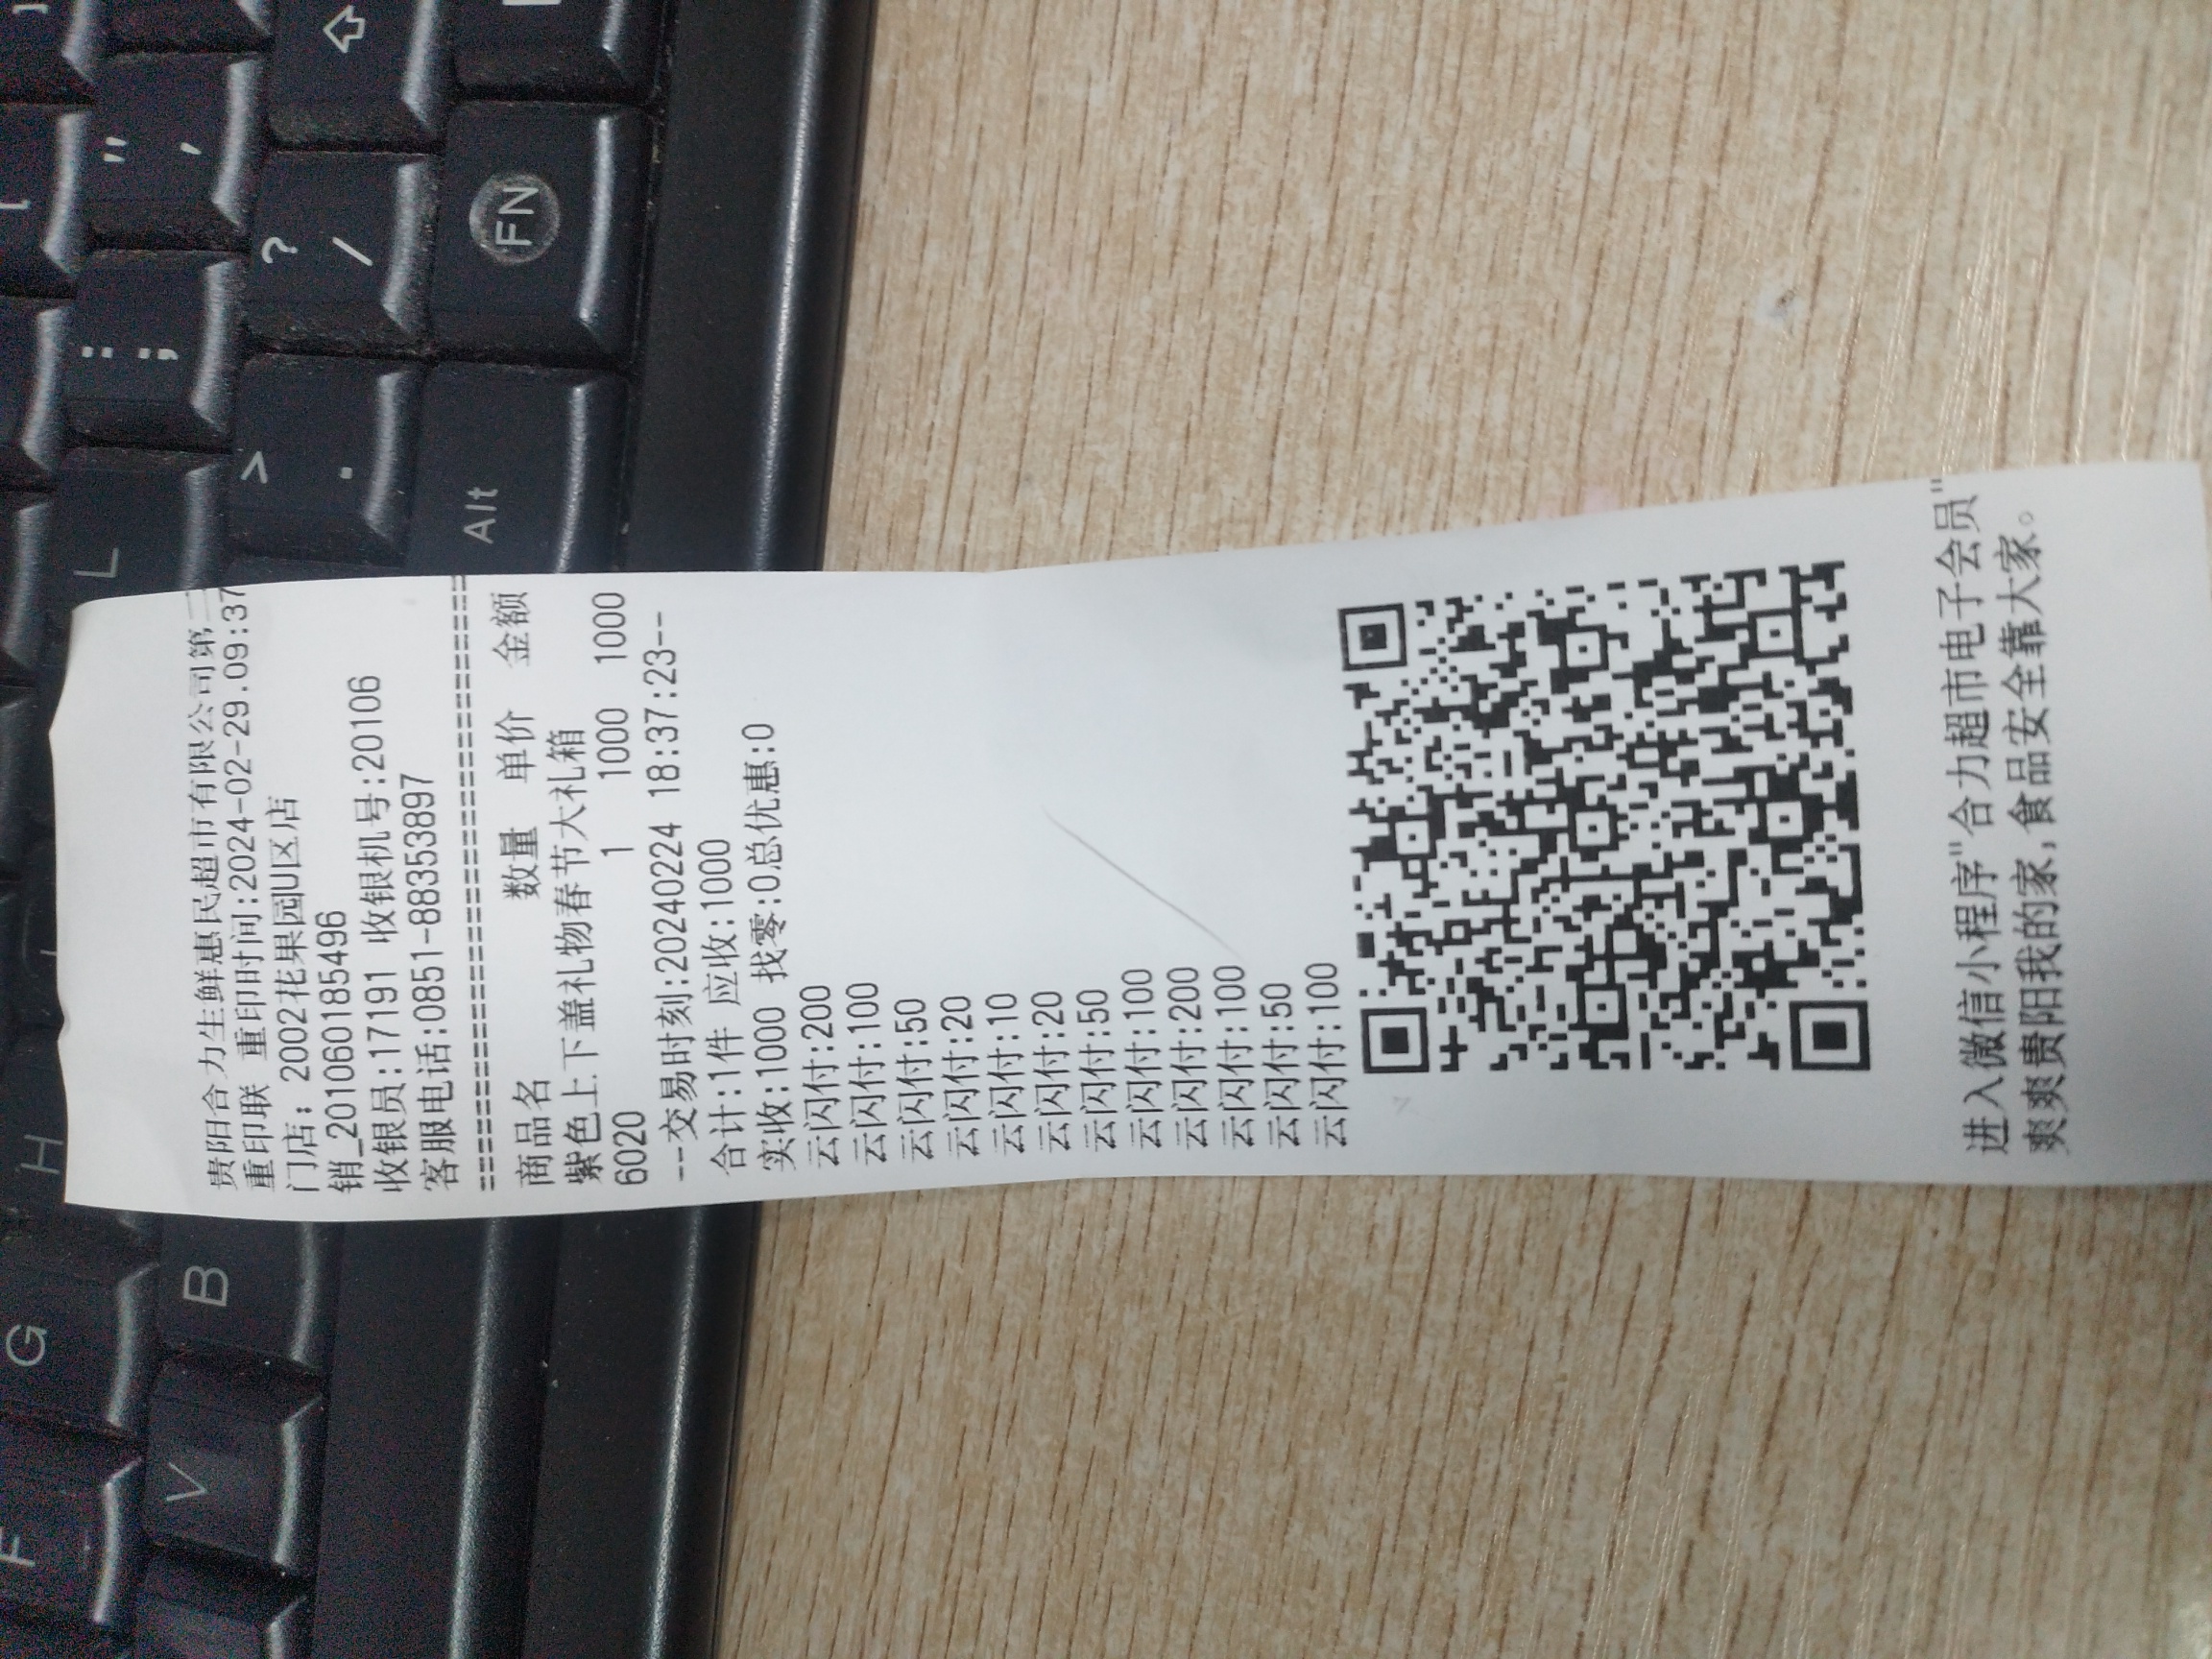 贵阳合力生鲜惠民超市有限公司第二
重印联 重印时间:2024-02-29.09:37
门店: 2002花果园U区店
销_2010600185496
收银员:17191 收银机号:20106
客服电话:0851-88353897
==========================================
商品名 数量 单价 金额
紫色上下盖礼物春节大礼箱
6020 1 1000 1000
--交易时刻:20240224 18:37:23--
合计:1件 应收:1000
实收:1000 找零:0总优惠:0
云闪付:200
云闪付:100
云闪付:50
云闪付:20
云闪付:10
云闪付:20
云闪付:50
云闪付:100
云闪付:200
云闪付:100
云闪付:50
云闪付:100
进入微信小程序"合力超市电子会员"
爽爽贵阳我的家,食品安全靠大家。
" '
? /
FN
: ;
> .
Alt
L
H
G
B
V
F